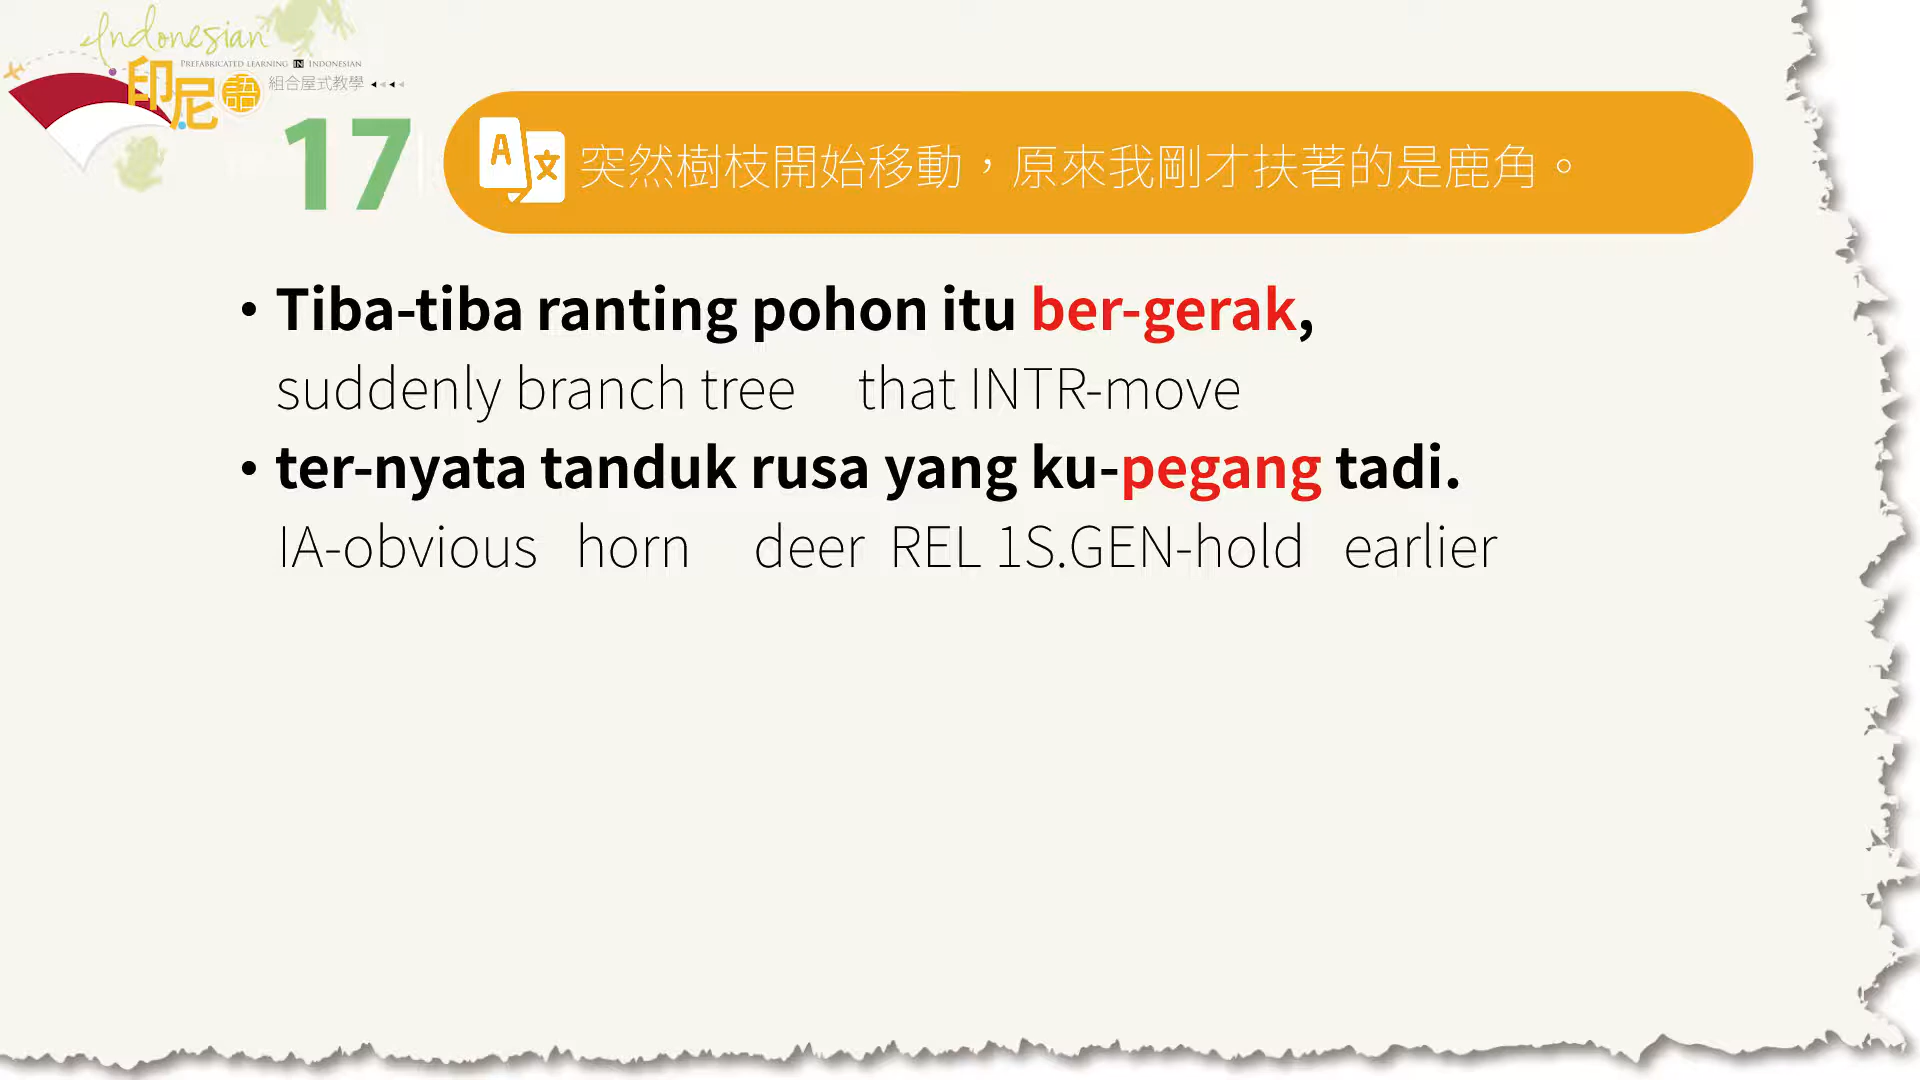 Indonesian
PREFABRICATED LEARNING IN INDONESIAN
印尼語
組合屋式教學
17
突然樹枝開始移動，原來我剛才扶著的是鹿角。
• Tiba-tiba ranting pohon itu ber-gerak,
suddenly branch tree that INTR-move
• ter-nyata tanduk rusa yang ku-pegang tadi.
IA-obvious horn deer REL 1S.GEN-hold earlier